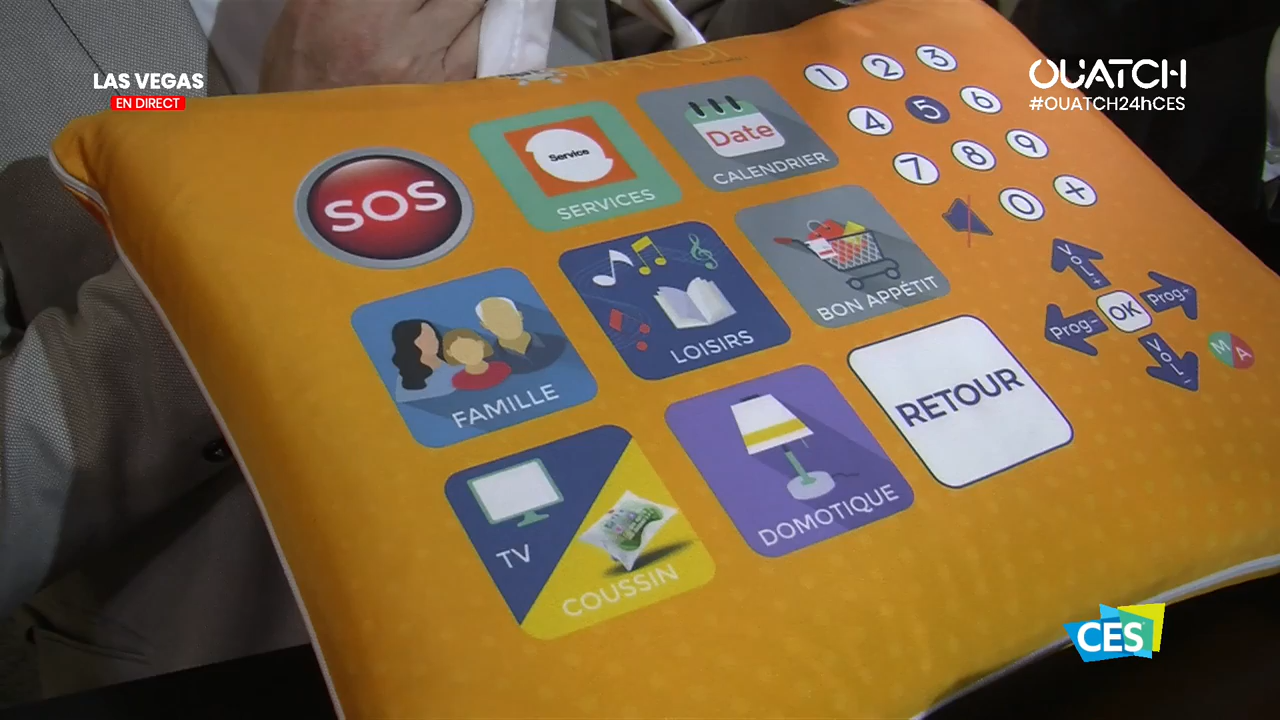 LAS VEGAS
EN DIRECT
OUATCH
#OUATCH24hCES
SOS
Service
SERVICES
Date
CALENDRIER
1 2 3
4 5 6
7 8 9
0 +
FAMILLE
LOISIRS
BON APPÉTIT
VOL+
Prog- OK Prog+
VOL-
M A
TV
COUSSIN
DOMOTIQUE
RETOUR
CES